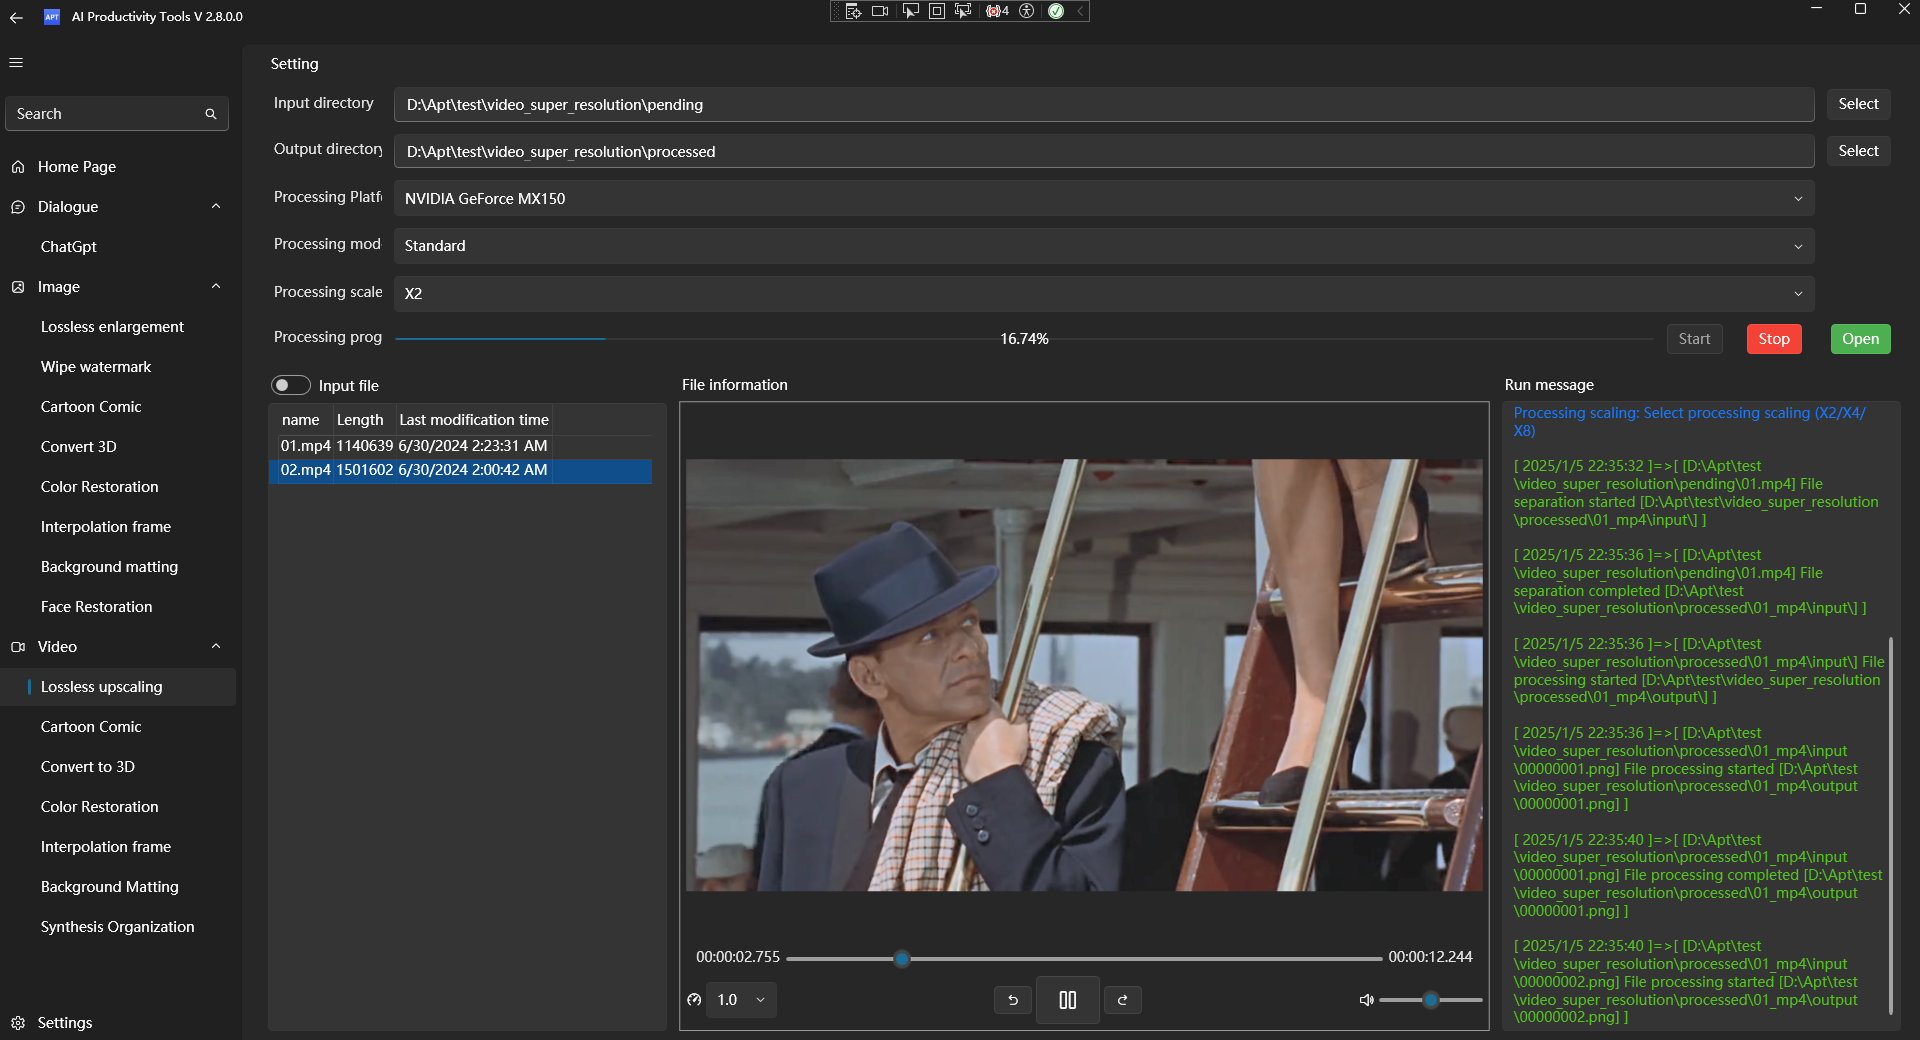 APT AI Productivity Tools V 2.8.0.0
4
Search
Home Page
Dialogue
ChatGpt
Image
Lossless enlargement
Wipe watermark
Cartoon Comic
Convert 3D
Color Restoration
Interpolation frame
Background matting
Face Restoration
Video
Lossless upscaling
Cartoon Comic
Convert to 3D
Color Restoration
Interpolation frame
Background Matting
Synthesis Organization
Settings
Setting
Input directory D:\Apt\test\video_super_resolution\pending Select
Output directory D:\Apt\test\video_super_resolution\processed Select
Processing Platf NVIDIA GeForce MX150
Processing mod Standard
Processing scale X2
Processing prog 16.74% Start Stop Open
Input file
name Length Last modification time
01.mp4 1140639 6/30/2024 2:23:31 AM
02.mp4 1501602 6/30/2024 2:00:42 AM
File information
00:00:02.755 00:00:12.244
1.0
Run message
Processing scaling: Select processing scaling (X2/X4/
X8)
[ 2025/1/5 22:35:32 ]=>[ [D:\Apt\test
\video_super_resolution\pending\01.mp4] File
separation started [D:\Apt\test\video_super_resolution
\processed\01_mp4\input\] ]
[ 2025/1/5 22:35:36 ]=>[ [D:\Apt\test
\video_super_resolution\pending\01.mp4] File
separation completed [D:\Apt\test
\video_super_resolution\processed\01_mp4\input\] ]
[ 2025/1/5 22:35:36 ]=>[ [D:\Apt\test
\video_super_resolution\processed\01_mp4\input\] File
processing started [D:\Apt\test\video_super_resolution
\processed\01_mp4\output\] ]
[ 2025/1/5 22:35:36 ]=>[ [D:\Apt\test
\video_super_resolution\processed\01_mp4\input
\00000001.png] File processing started [D:\Apt\test
\video_super_resolution\processed\01_mp4\output
\00000001.png] ]
[ 2025/1/5 22:35:40 ]=>[ [D:\Apt\test
\video_super_resolution\processed\01_mp4\input
\00000001.png] File processing completed [D:\Apt\test
\video_super_resolution\processed\01_mp4\output
\00000001.png] ]
[ 2025/1/5 22:35:40 ]=>[ [D:\Apt\test
\video_super_resolution\processed\01_mp4\input
\00000002.png] File processing started [D:\Apt\test
\video_super_resolution\processed\01_mp4\output
\00000002.png] ]